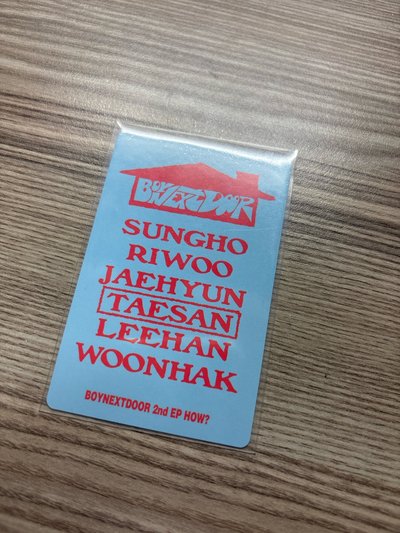 BOYNEXTDOOR
SUNGHO
RIWOO
JAEHYUN
TAESAN
LEEHAN
WOONHAK
BOYNEXTDOOR 2nd EP HOW?